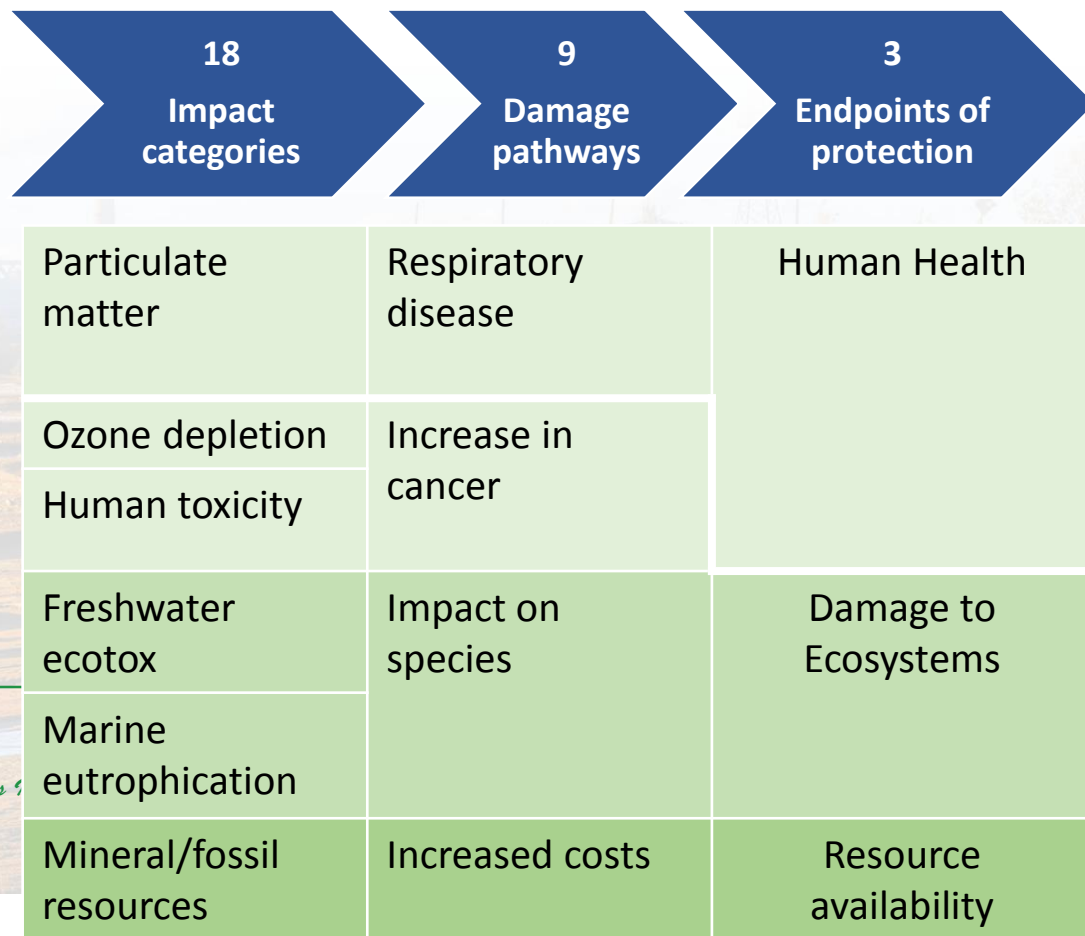 18
Impact
categories
9
Damage
pathways
3
Endpoints of
protection
Particulate
matter
Respiratory
disease
Human Health
Ozone depletion
Increase in
cancer
Human toxicity
Freshwater
ecotox
Impact on
species
Damage to
Ecosystems
Marine
eutrophication
Mineral/fossil
resources
Increased costs
Resource
availability